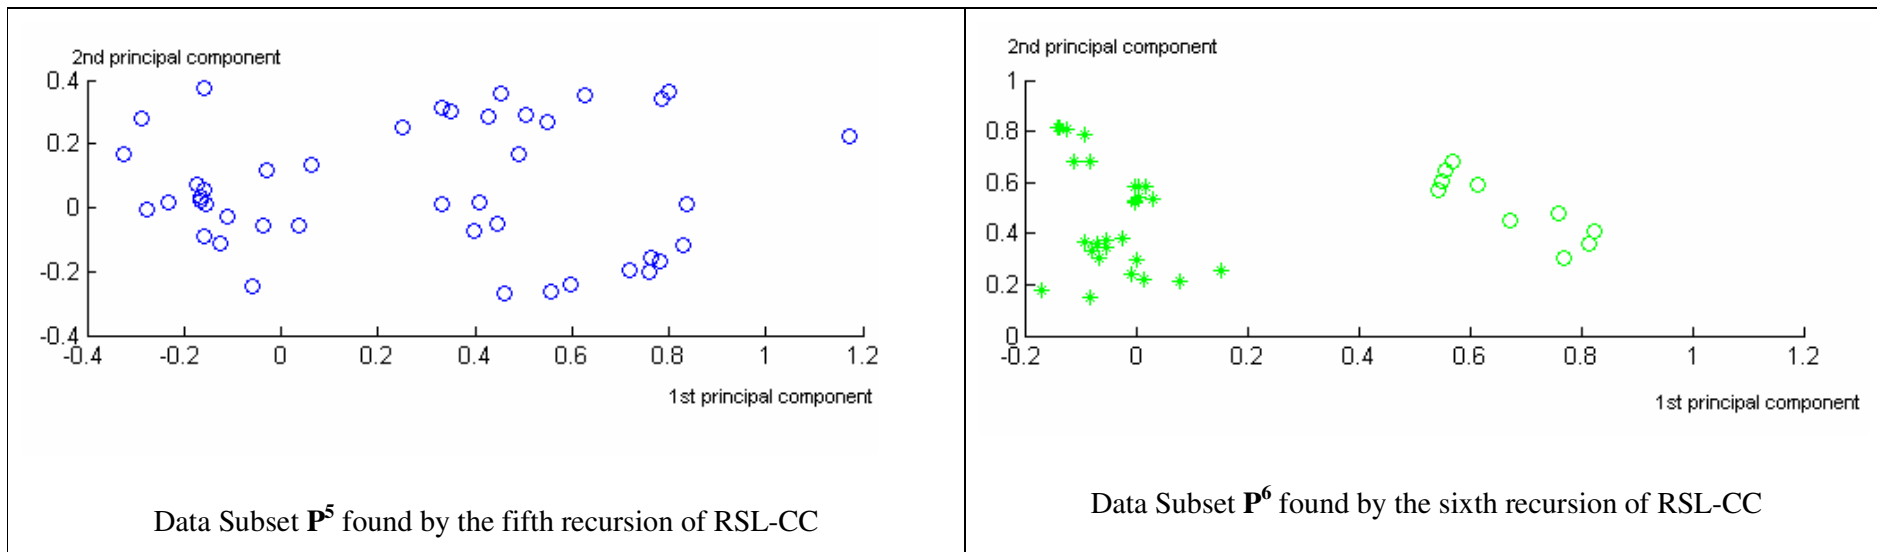 2nd principal component
0.4
0.2
0
-0.2
-0.4
-0.4 -0.2 0 0.2 0.4 0.6 0.8 1 1.2
1st principal component
Data Subset P5 found by the fifth recursion of RSL-CC
2nd principal component
1
0.8
0.6
0.4
0.2
0
-0.2 0 0.2 0.4 0.6 0.8 1 1.2
1st principal component
Data Subset P6 found by the sixth recursion of RSL-CC